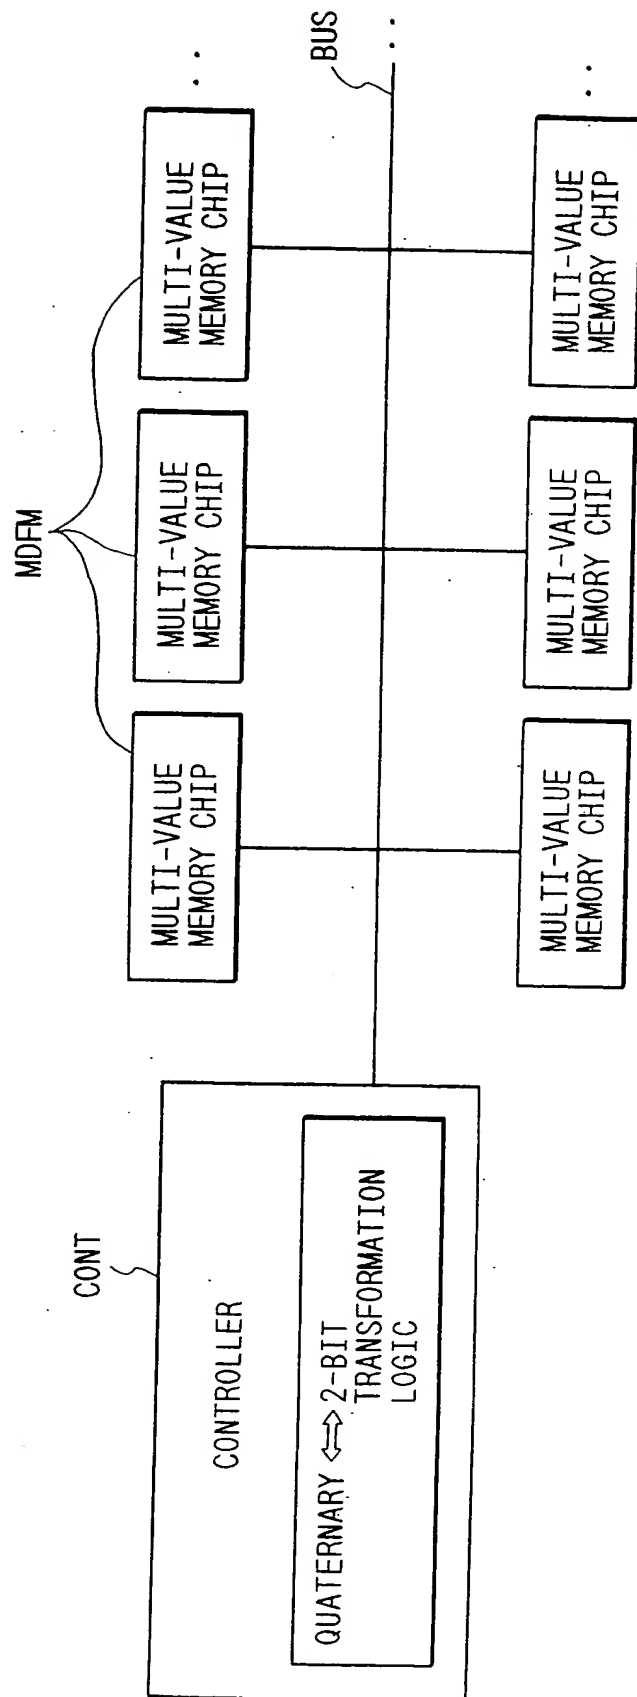 MDFM
MULTI-VALUE
MEMORY CHIP
MULTI-VALUE
MEMORY CHIP
MULTI-VALUE
MEMORY CHIP
..
CONT
CONTROLLER
QUATERNARY ⇔ 2-BIT
TRANSFORMATION
LOGIC
BUS
..
MULTI-VALUE
MEMORY CHIP
MULTI-VALUE
MEMORY CHIP
MULTI-VALUE
MEMORY CHIP
..